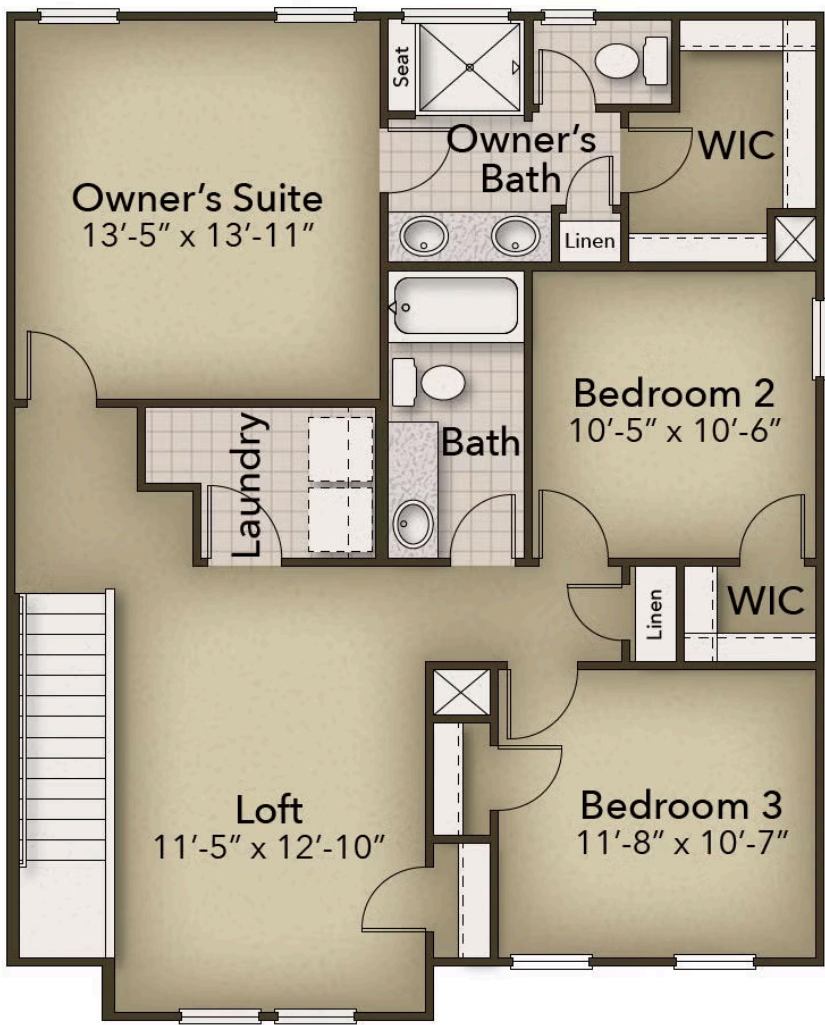 Seat
Owner's
Bath
WIC
Owner's Suite
13'-5" x 13'-11"
Linen
Bedroom 2
10'-5" x 10'-6"
Laundry
Bath
WIC
Linen
Loft
11'-5" x 12'-10"
Bedroom 3
11'-8" x 10'-7"